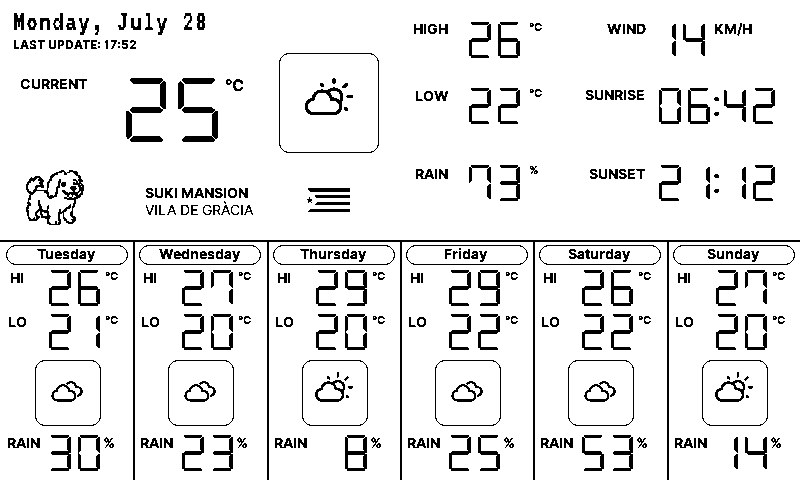 Monday, July 28
LAST UPDATE: 17:52
CURRENT 25 °C
SUKI MANSION
VILA DE GRÀCIA
HIGH 26 °C
LOW 22 °C
RAIN 73 %
WIND 14 KM/H
SUNRISE 06:42
SUNSET 21:12
Tuesday
HI 26 °C
LO 21 °C
RAIN 30 %
Wednesday
HI 27 °C
LO 20 °C
RAIN 23 %
Thursday
HI 29 °C
LO 20 °C
RAIN 8 %
Friday
HI 29 °C
LO 22 °C
RAIN 25 %
Saturday
HI 26 °C
LO 22 °C
RAIN 53 %
Sunday
HI 27 °C
LO 20 °C
RAIN 14 %